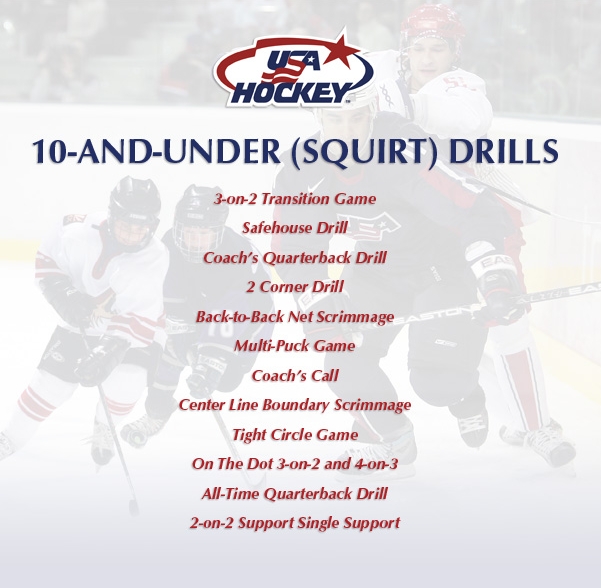 USA
HOCKEY
10-AND-UNDER (SQUIRT) DRILLS
3-on-2 Transition Game
Safehouse Drill
Coach's Quarterback Drill
2 Corner Drill
Back-to-Back Net Scrimmage
Multi-Puck Game
Coach's Call
Center Line Boundary Scrimmage
Tight Circle Game
On The Dot 3-on-2 and 4-on-3
All-Time Quarterback Drill
2-on-2 Support Single Support
EASTON